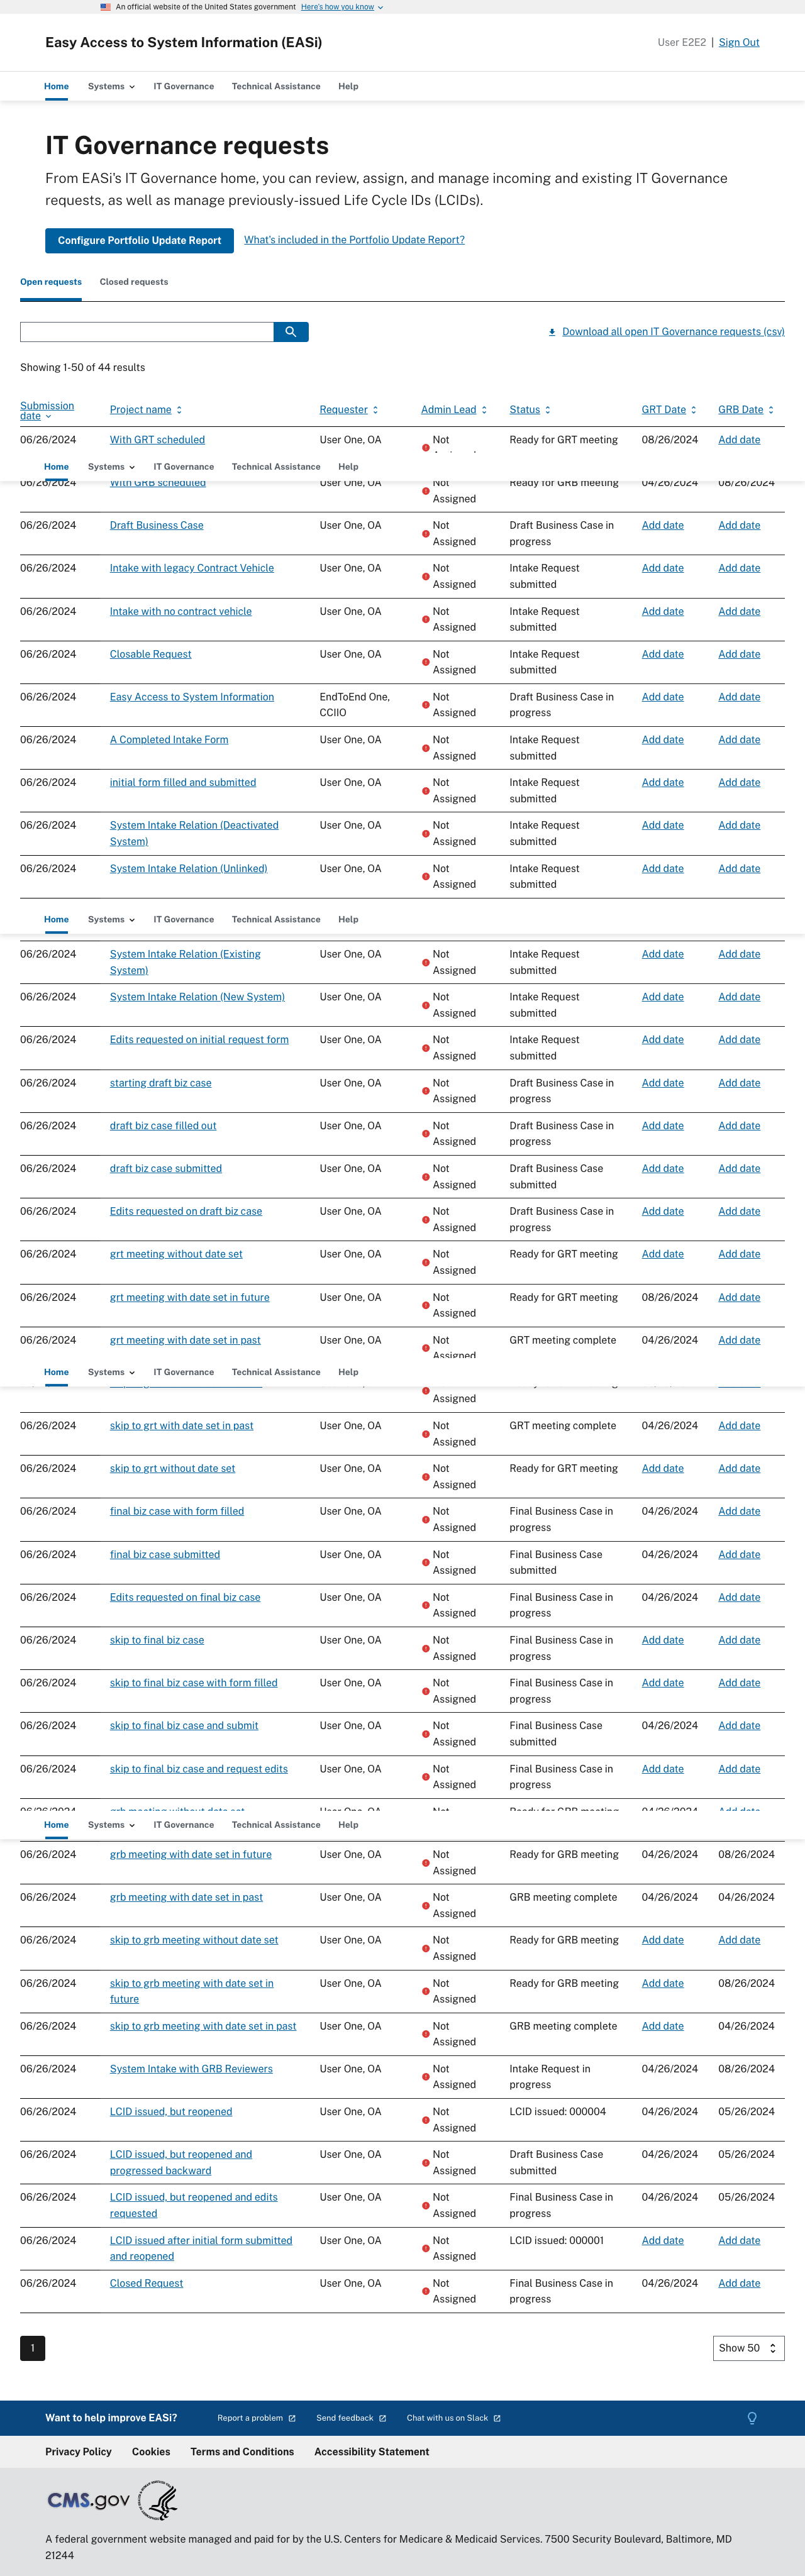 An official website of the United States government Here's how you know
Easy Access to System Information (EASi)
User E2E2 | Sign Out
Home Systems IT Governance Technical Assistance Help
IT Governance requests
From EASi's IT Governance home, you can review, assign, and manage incoming and existing IT Governance
requests, as well as manage previously-issued Life Cycle IDs (LCIDs).
Configure Portfolio Update Report What's included in the Portfolio Update Report?
Open requests Closed requests
Download all open IT Governance requests (csv)
Showing 1-50 of 44 results
Submission
date Project name Requester Admin Lead Status GRT Date GRB Date
06/26/2024 With GRT scheduled User One, OA Not Ready for GRT meeting 08/26/2024 Add date
Home Systems IT Governance Technical Assistance Help
06/26/2024 With GRB scheduled User One, OA Ready for GRB meeting 04/26/2024 08/26/2024
Assigned
06/26/2024 Draft Business Case User One, OA Not Draft Business Case in Add date Add date
Assigned progress
06/26/2024 Intake with legacy Contract Vehicle User One, OA Not Intake Request Add date Add date
Assigned submitted
06/26/2024 Intake with no contract vehicle User One, OA Not Intake Request Add date Add date
Assigned submitted
06/26/2024 Closable Request User One, OA Not Intake Request Add date Add date
Assigned submitted
06/26/2024 Easy Access to System Information EndToEnd One, Not Draft Business Case in Add date Add date
CCIIO Assigned progress
06/26/2024 A Completed Intake Form User One, OA Not Intake Request Add date Add date
Assigned submitted
06/26/2024 initial form filled and submitted User One, OA Not Intake Request Add date Add date
Assigned submitted
06/26/2024 System Intake Relation (Deactivated User One, OA Not Intake Request Add date Add date
System) Assigned submitted
06/26/2024 System Intake Relation (Unlinked) User One, OA Not Intake Request Add date Add date
Assigned submitted
Home Systems IT Governance Technical Assistance Help
06/26/2024 System Intake Relation (Existing User One, OA Not Intake Request Add date Add date
System) Assigned submitted
06/26/2024 System Intake Relation (New System) User One, OA Not Intake Request Add date Add date
Assigned submitted
06/26/2024 Edits requested on initial request form User One, OA Not Intake Request Add date Add date
Assigned submitted
06/26/2024 starting draft biz case User One, OA Not Draft Business Case in Add date Add date
Assigned progress
06/26/2024 draft biz case filled out User One, OA Not Draft Business Case in Add date Add date
Assigned progress
06/26/2024 draft biz case submitted User One, OA Not Draft Business Case Add date Add date
Assigned submitted
06/26/2024 Edits requested on draft biz case User One, OA Not Draft Business Case in Add date Add date
Assigned progress
06/26/2024 grt meeting without date set User One, OA Not Ready for GRT meeting Add date Add date
Assigned
06/26/2024 grt meeting with date set in future User One, OA Not Ready for GRT meeting 08/26/2024 Add date
Assigned
06/26/2024 grt meeting with date set in past User One, OA Not GRT meeting complete 04/26/2024 Add date
Assigned
Home Systems IT Governance Technical Assistance Help
Assigned
06/26/2024 skip to grt with date set in past User One, OA Not GRT meeting complete 04/26/2024 Add date
Assigned
06/26/2024 skip to grt without date set User One, OA Not Ready for GRT meeting Add date Add date
Assigned
06/26/2024 final biz case with form filled User One, OA Not Final Business Case in 04/26/2024 Add date
Assigned progress
06/26/2024 final biz case submitted User One, OA Not Final Business Case 04/26/2024 Add date
Assigned submitted
06/26/2024 Edits requested on final biz case User One, OA Not Final Business Case in 04/26/2024 Add date
Assigned progress
06/26/2024 skip to final biz case User One, OA Not Final Business Case in Add date Add date
Assigned progress
06/26/2024 skip to final biz case with form filled User One, OA Not Final Business Case in Add date Add date
Assigned progress
06/26/2024 skip to final biz case and submit User One, OA Not Final Business Case 04/26/2024 Add date
Assigned submitted
06/26/2024 skip to final biz case and request edits User One, OA Not Final Business Case in Add date Add date
Assigned progress
06/26/2024 grb meeting without date set User One, OA Not Ready for GRB meeting 04/26/2024 Add date
Home Systems IT Governance Technical Assistance Help
06/26/2024 grb meeting with date set in future User One, OA Not Ready for GRB meeting 04/26/2024 08/26/2024
Assigned
06/26/2024 grb meeting with date set in past User One, OA Not GRB meeting complete 04/26/2024 04/26/2024
Assigned
06/26/2024 skip to grb meeting without date set User One, OA Not Ready for GRB meeting Add date Add date
Assigned
06/26/2024 skip to grb meeting with date set in User One, OA Not Ready for GRB meeting Add date 08/26/2024
future Assigned
06/26/2024 skip to grb meeting with date set in past User One, OA Not GRB meeting complete Add date 04/26/2024
Assigned
06/26/2024 System Intake with GRB Reviewers User One, OA Not Intake Request in 04/26/2024 08/26/2024
Assigned progress
06/26/2024 LCID issued, but reopened User One, OA Not LCID issued: 000004 04/26/2024 05/26/2024
Assigned
06/26/2024 LCID issued, but reopened and User One, OA Not Draft Business Case 04/26/2024 05/26/2024
progressed backward Assigned submitted
06/26/2024 LCID issued, but reopened and edits User One, OA Not Final Business Case in 04/26/2024 05/26/2024
requested Assigned progress
06/26/2024 LCID issued after initial form submitted User One, OA Not LCID issued: 000001 Add date Add date
and reopened Assigned
06/26/2024 Closed Request User One, OA Not Final Business Case in 04/26/2024 Add date
Assigned progress
1 Show 50
Want to help improve EASi? Report a problem Send feedback Chat with us on Slack
Privacy Policy Cookies Terms and Conditions Accessibility Statement
CMS.gov
A federal government website managed and paid for by the U.S. Centers for Medicare & Medicaid Services. 7500 Security Boulevard, Baltimore, MD
21244